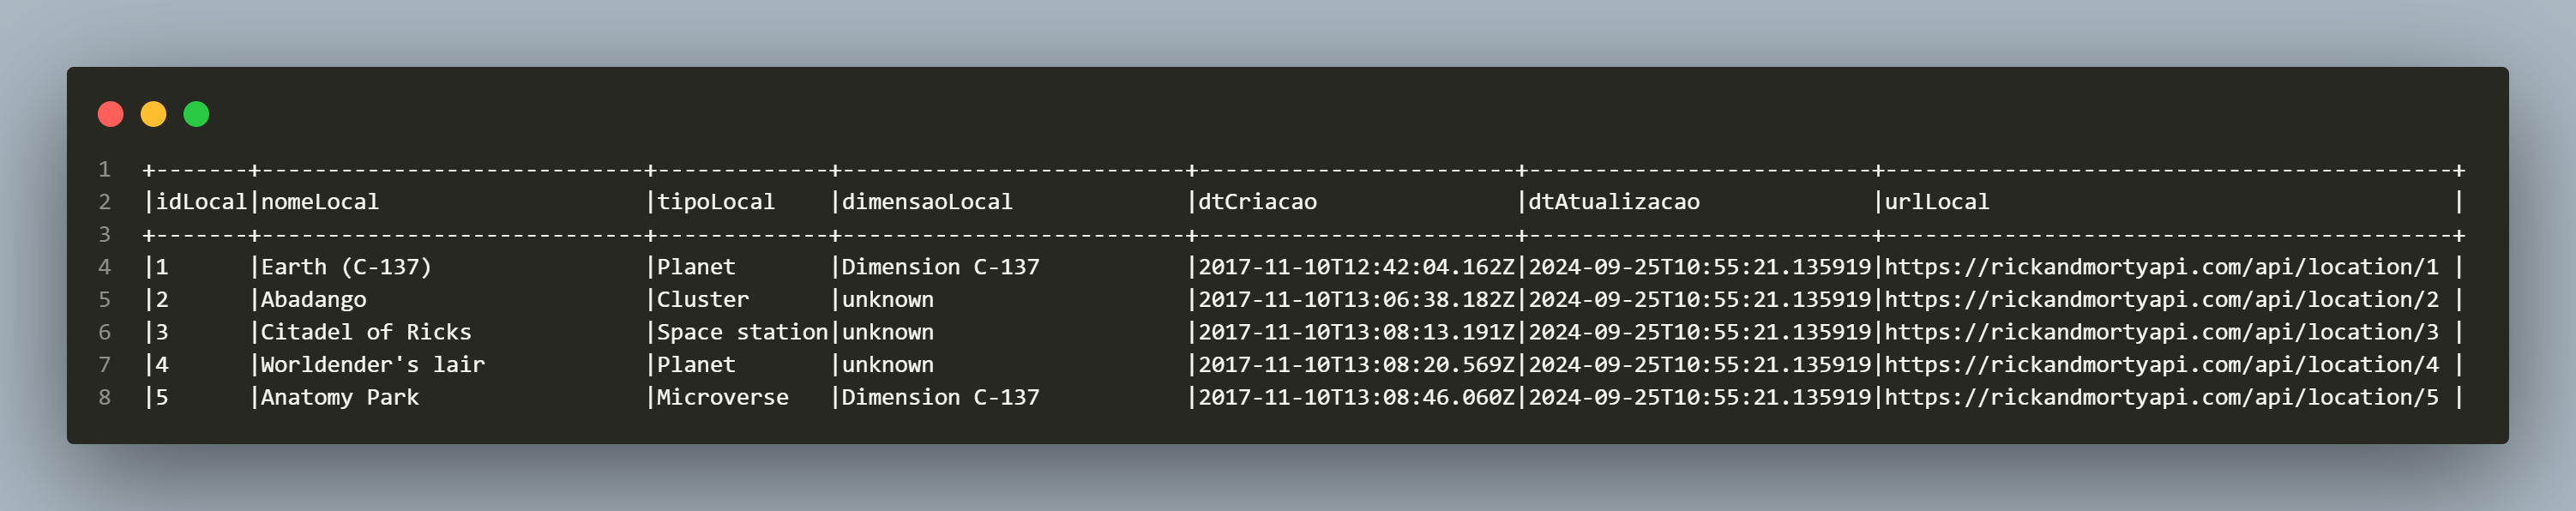 1 +-------+-----------------------------+-------------+--------------------------+------------------------+--------------------------+-------------------------------------------+
2 |idLocal|nomeLocal                    |tipoLocal    |dimensaoLocal             |dtCriacao               |dtAtualizacao             |urlLocal                                   |
3 +-------+-----------------------------+-------------+--------------------------+------------------------+--------------------------+-------------------------------------------+
4 |1      |Earth (C-137)                |Planet       |Dimension C-137           |2017-11-10T12:42:04.162Z|2024-09-25T10:55:21.135919|https://rickandmortyapi.com/api/location/1 |
5 |2      |Abadango                     |Cluster      |unknown                   |2017-11-10T13:06:38.182Z|2024-09-25T10:55:21.135919|https://rickandmortyapi.com/api/location/2 |
6 |3      |Citadel of Ricks             |Space station|unknown                   |2017-11-10T13:08:13.191Z|2024-09-25T10:55:21.135919|https://rickandmortyapi.com/api/location/3 |
7 |4      |Worldender's lair            |Planet       |unknown                   |2017-11-10T13:08:20.569Z|2024-09-25T10:55:21.135919|https://rickandmortyapi.com/api/location/4 |
8 |5      |Anatomy Park                 |Microverse   |Dimension C-137           |2017-11-10T13:08:46.060Z|2024-09-25T10:55:21.135919|https://rickandmortyapi.com/api/location/5 |